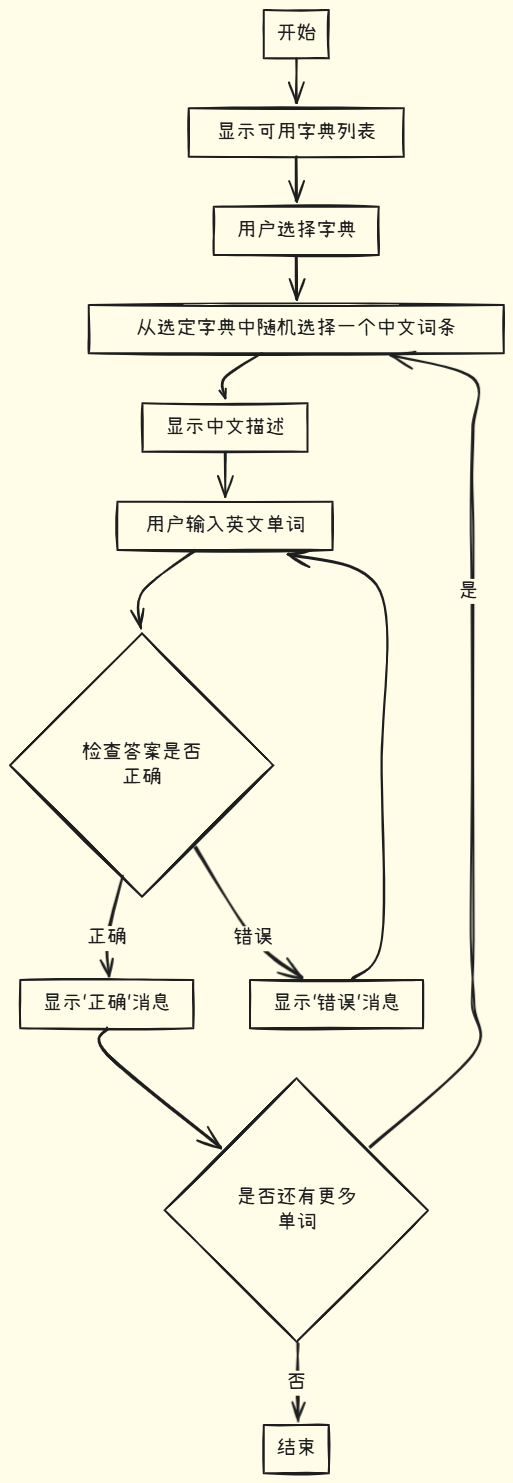 开始
显示可用字典列表
用户选择字典
从选定字典中随机选择一个中文词条
显示中文描述
用户输入英文单词
是
检查答案是否
正确
正确
错误
显示'正确'消息
显示'错误'消息
是否还有更多
单词
否
结束